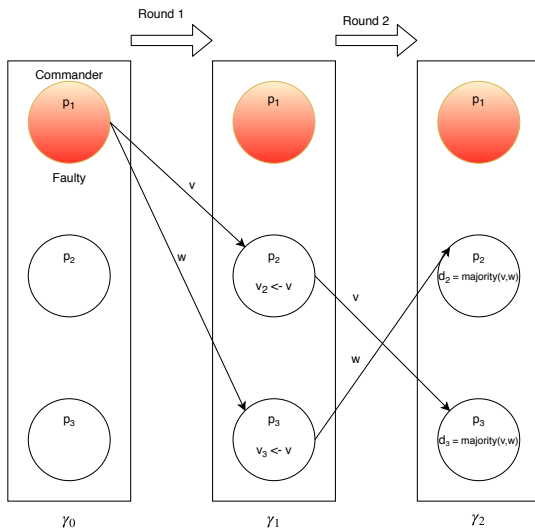 Round 1
Round 2
Commander
p1
p1
p1
Faulty
v
w
p2
p2
v2 <- v
v
w
p2
d2 = majority(v,w)
p3
p3
v3 <- v
p3
d3 = majority(v,w)
γ0
γ1
γ2